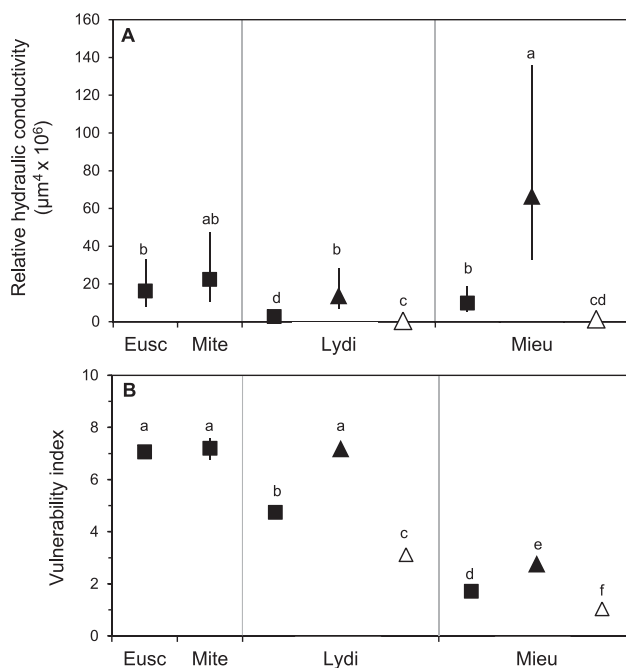 A
Relative hydraulic conductivity
(µm⁴ x 10⁶)
160
140
120
100
80
60
40
20
0
b
ab
d
b
c
b
a
cd
Eusc Mite Lydi Mieu
B
Vulnerability index
10
8
6
4
2
0
a
a
b
a
c
d
e
f
Eusc Mite Lydi Mieu